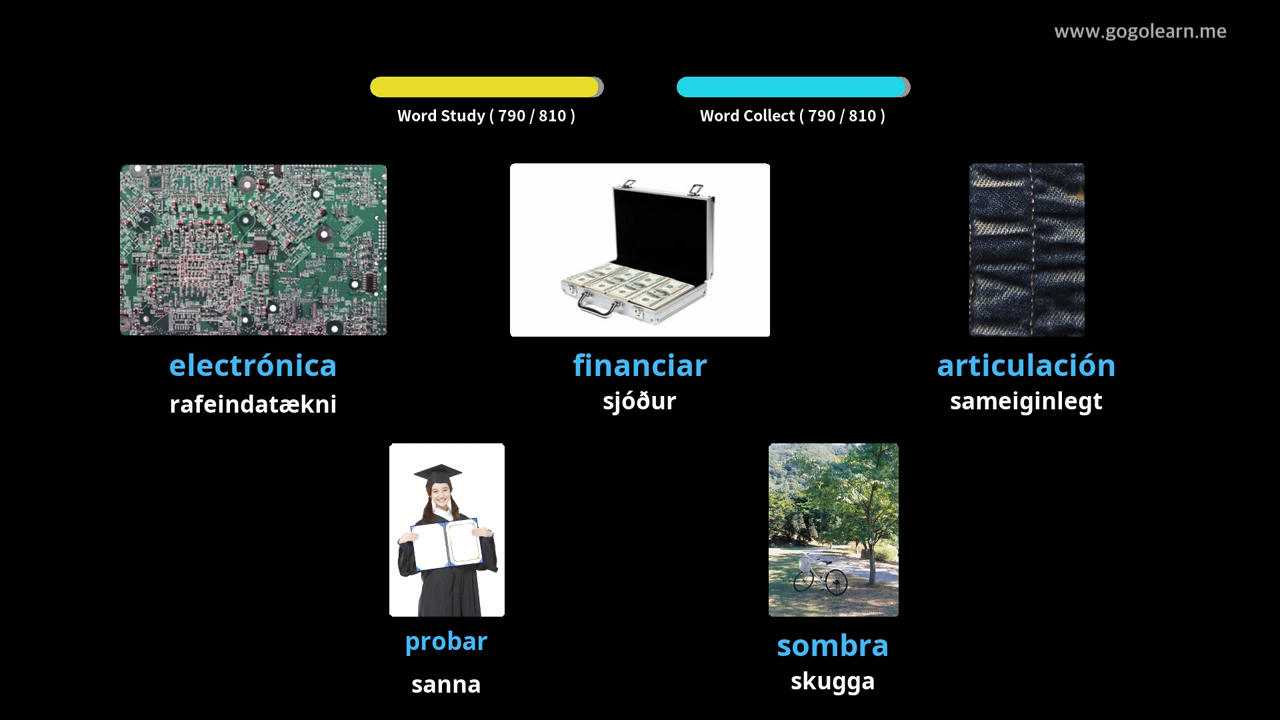 www.gogolearn.me
Word Study ( 790 / 810 )
Word Collect ( 790 / 810 )
electrónica
rafeindatækni
financiar
sjóður
articulación
sameiginlegt
probar
sanna
sombra
skugga